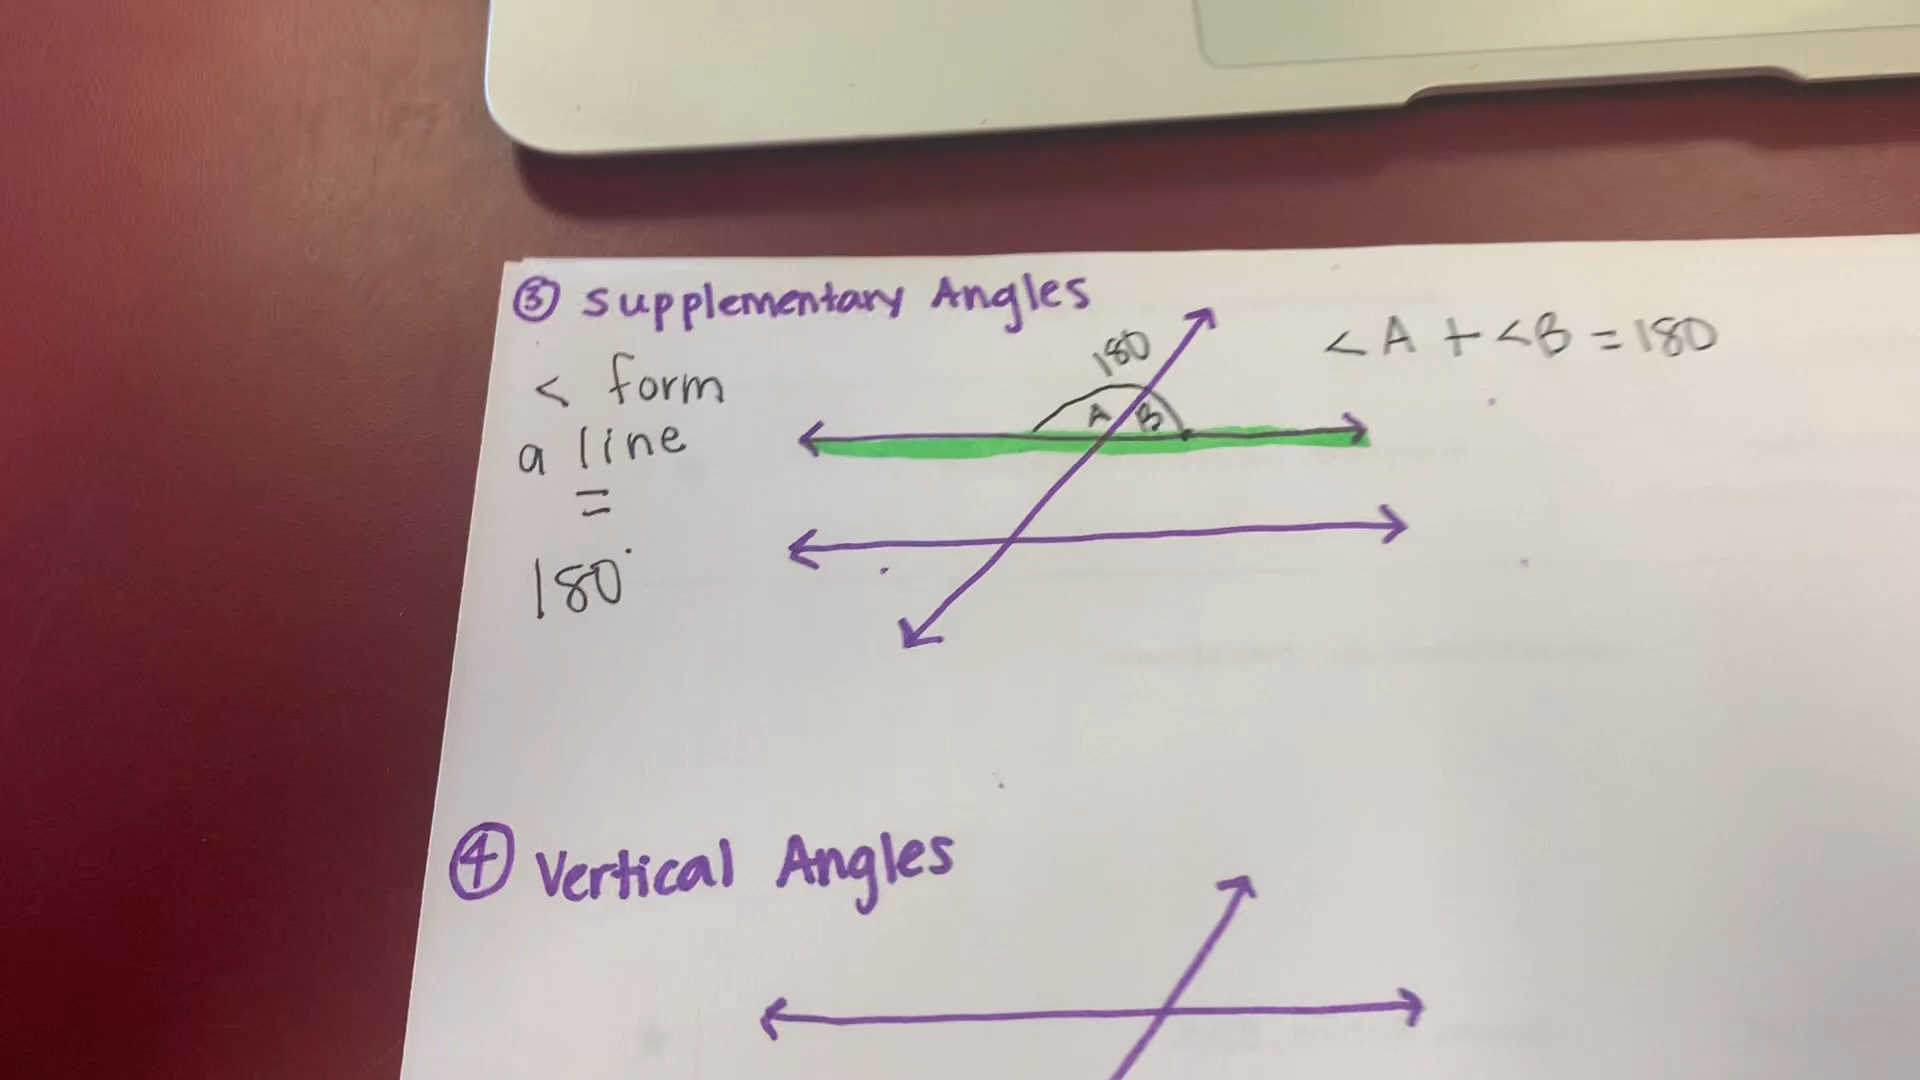 ③ Supplementary Angles
< form
a line
=
180°
180
A B
<A + <B = 180
④ Vertical Angles